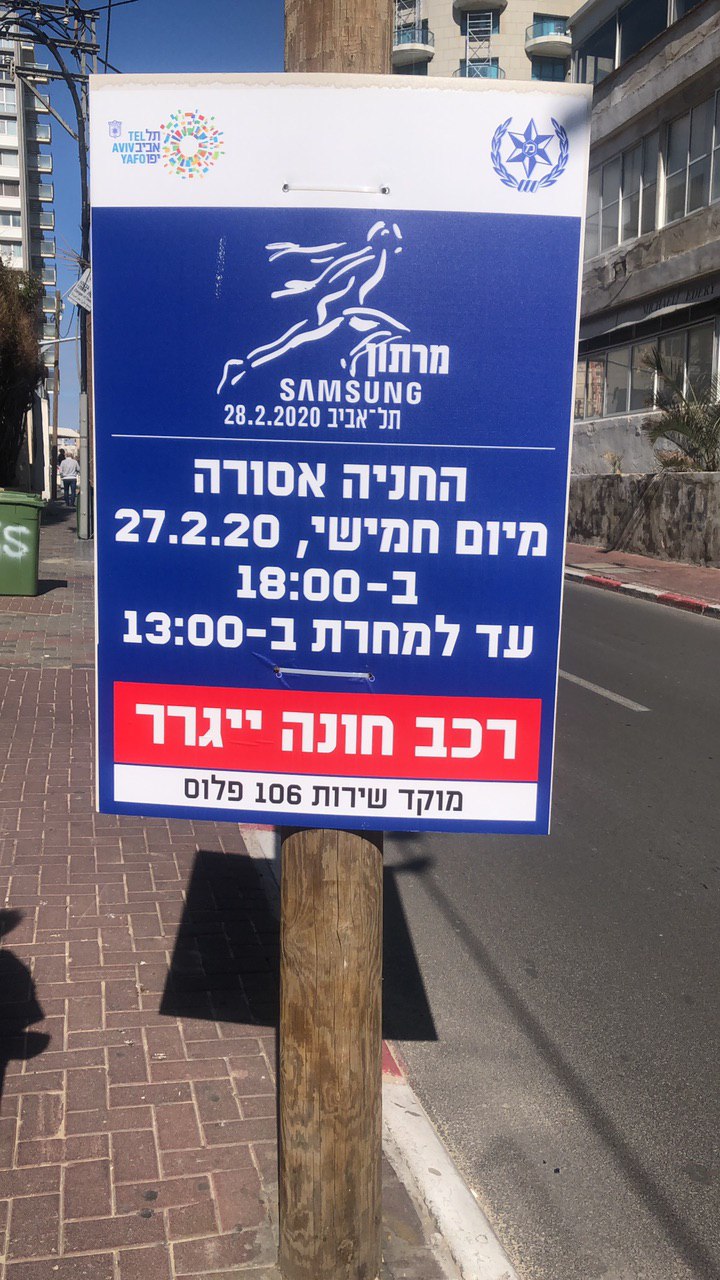 תל
אביב
יפו
TEL
AVIV
YAFO
מרתון
SAMSUNG
תל־אביב 28.2.2020
החניה אסורה
מיום חמישי, 27.2.20
ב-18:00
עד למחרת ב-13:00
רכב חונה ייגרר
מוקד שירות 106 פלוס